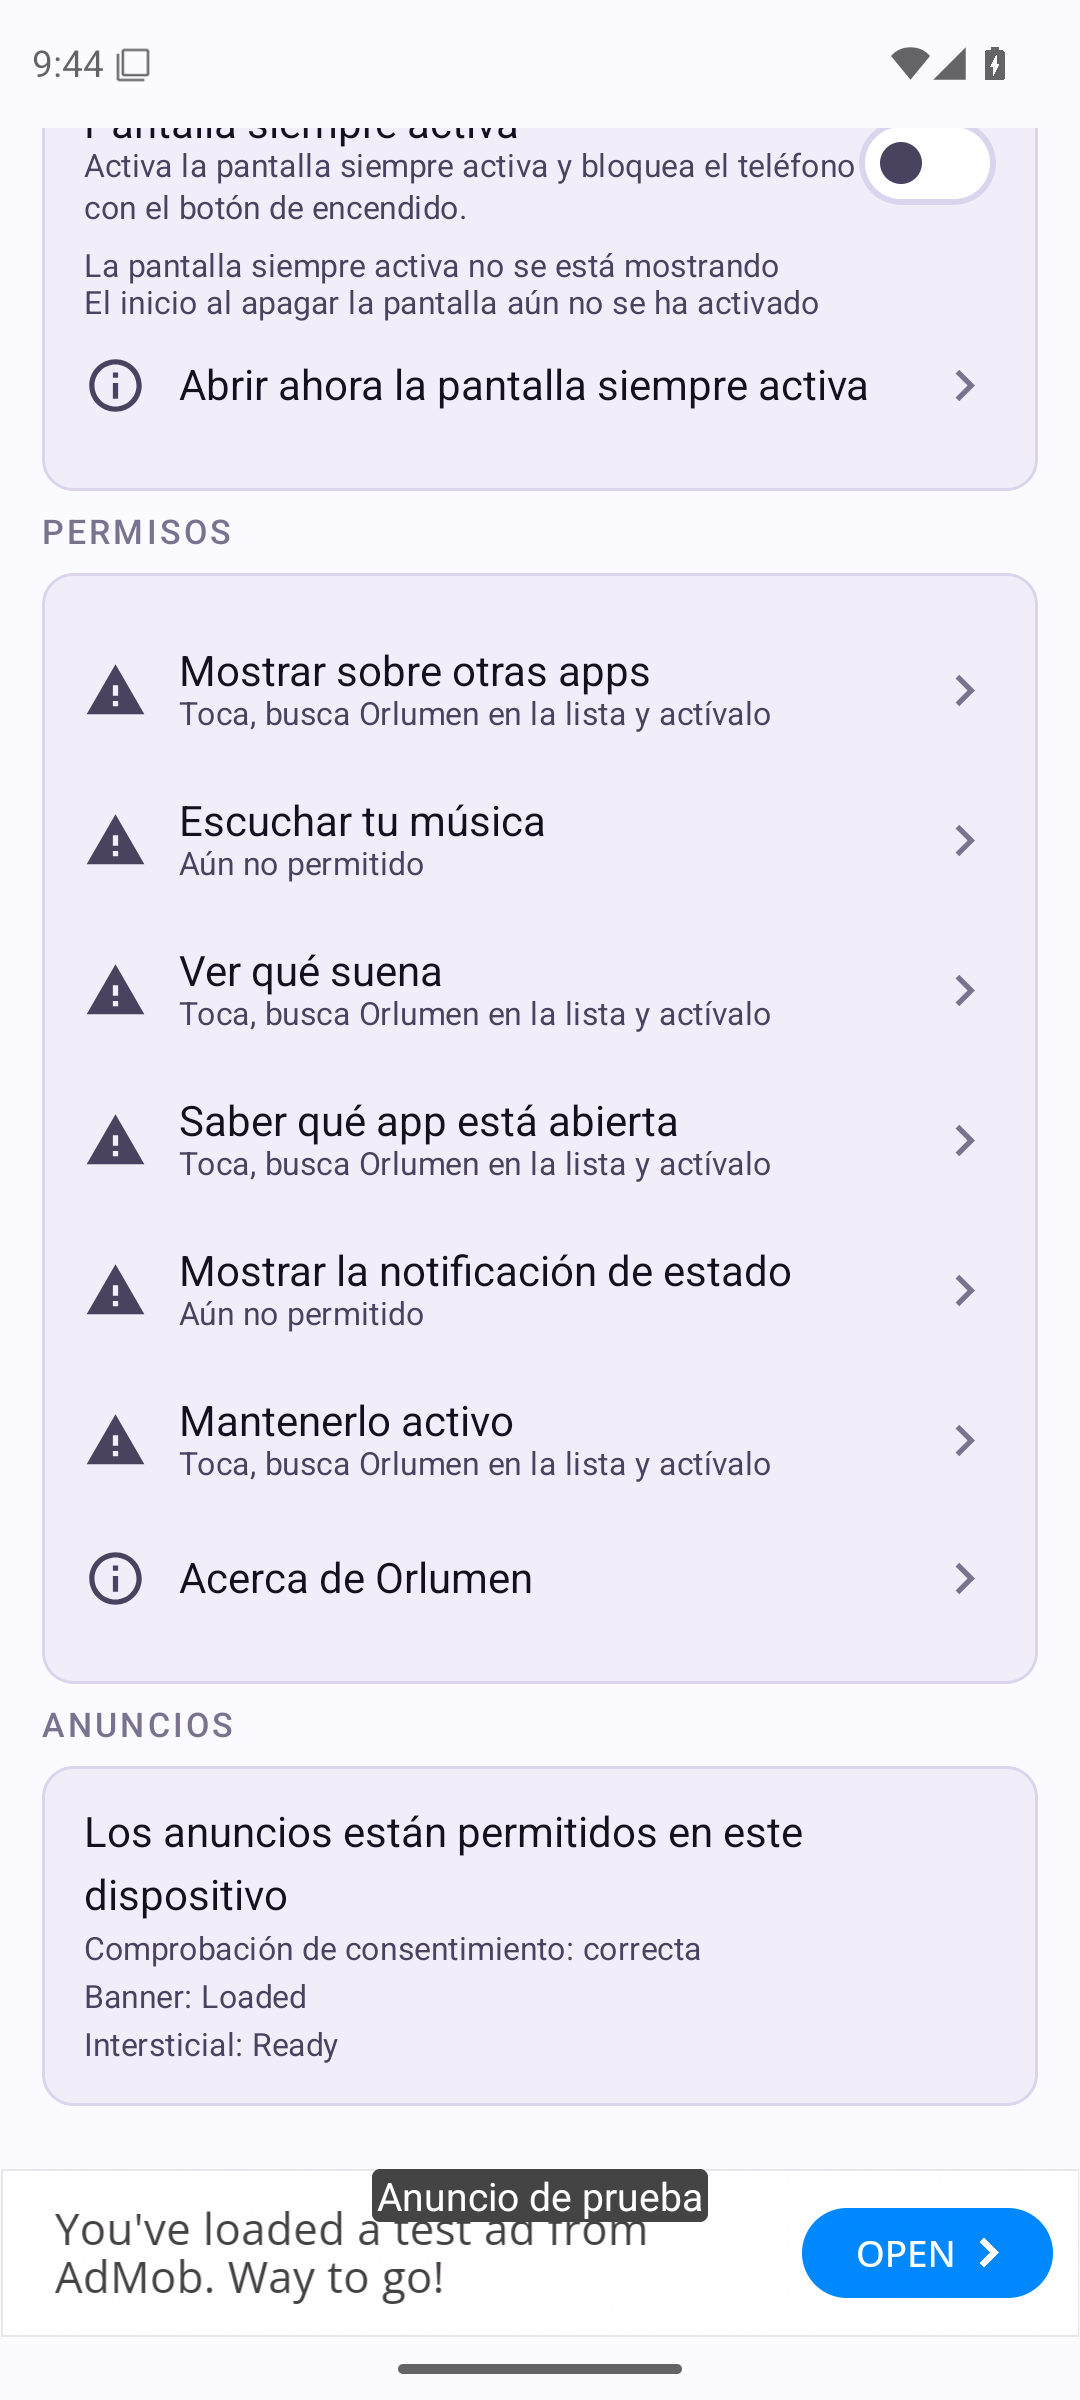 9:44
Pantalla siempre activa
Activa la pantalla siempre activa y bloquea el teléfono
con el botón de encendido.
La pantalla siempre activa no se está mostrando
El inicio al apagar la pantalla aún no se ha activado
Abrir ahora la pantalla siempre activa
PERMISOS
Mostrar sobre otras apps
Toca, busca Orlumen en la lista y actívalo
Escuchar tu música
Aún no permitido
Ver qué suena
Toca, busca Orlumen en la lista y actívalo
Saber qué app está abierta
Toca, busca Orlumen en la lista y actívalo
Mostrar la notificación de estado
Aún no permitido
Mantenerlo activo
Toca, busca Orlumen en la lista y actívalo
Acerca de Orlumen
ANUNCIOS
Los anuncios están permitidos en este
dispositivo
Comprobación de consentimiento: correcta
Banner: Loaded
Intersticial: Ready
Anuncio de prueba
You've loaded a test ad from
AdMob. Way to go!
OPEN